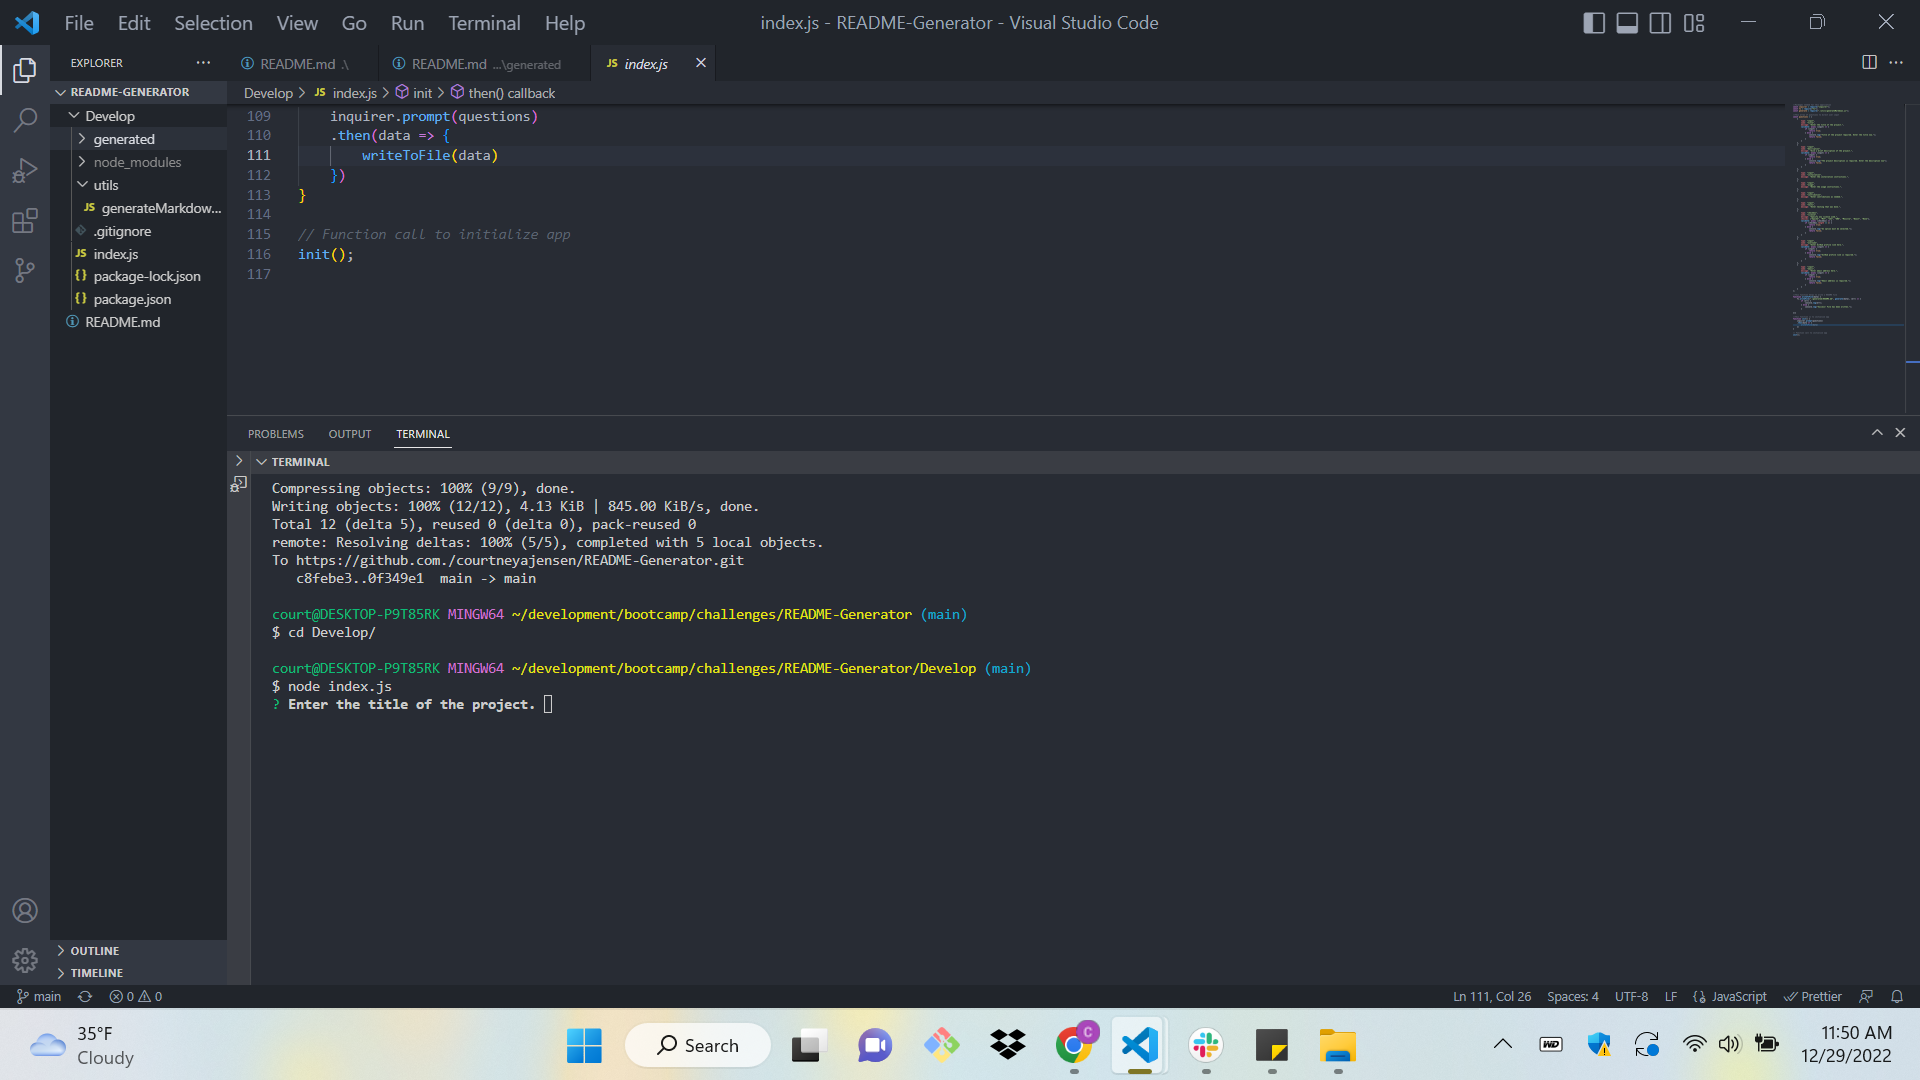 File Edit Selection View Go Run Terminal Help
index.js - README-Generator - Visual Studio Code
EXPLORER
README.md .\
README.md ...\generated
JS index.js
README-GENERATOR
Develop
generated
node_modules
utils
JS generateMarkdow...
.gitignore
JS index.js
{} package-lock.json
{} package.json
README.md
OUTLINE
TIMELINE
Develop > JS index.js > init > then() callback
109 inquirer.prompt(questions)
110 .then(data => {
111 writeToFile(data)
112 })
113 }
114
115 // Function call to initialize app
116 init();
117
PROBLEMS OUTPUT TERMINAL
TERMINAL
Compressing objects: 100% (9/9), done.
Writing objects: 100% (12/12), 4.13 KiB | 845.00 KiB/s, done.
Total 12 (delta 5), reused 0 (delta 0), pack-reused 0
remote: Resolving deltas: 100% (5/5), completed with 5 local objects.
To https://github.com./courtneyajensen/README-Generator.git
c8febe3..0f349e1 main -> main
court@DESKTOP-P9T85RK MINGW64 ~/development/bootcamp/challenges/README-Generator (main)
$ cd Develop/
court@DESKTOP-P9T85RK MINGW64 ~/development/bootcamp/challenges/README-Generator/Develop (main)
$ node index.js
? Enter the title of the project.
main 0 0
Ln 111, Col 26 Spaces: 4 UTF-8 LF {} JavaScript Prettier
35°F
Cloudy
Search
C
WD
11:50 AM
12/29/2022